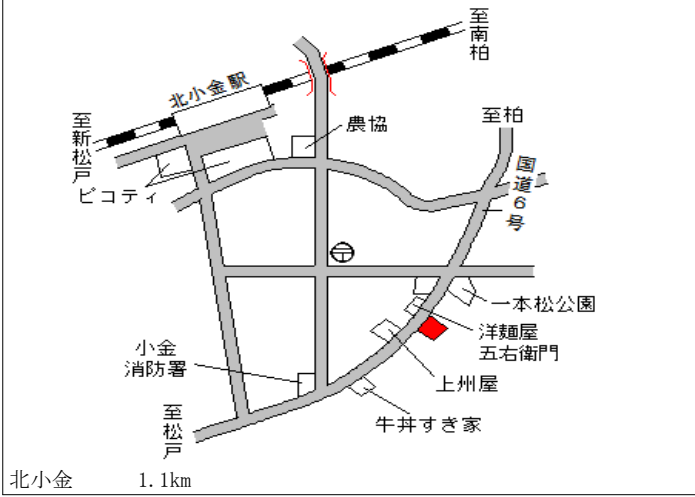 至南柏
北小金駅
農協
至柏
至新松戸
国道6号
ピコティ
一本松公園
洋麺屋
五右衛門
小金
消防署
上州屋
至松戸
牛丼すき家
北小金 1.1km